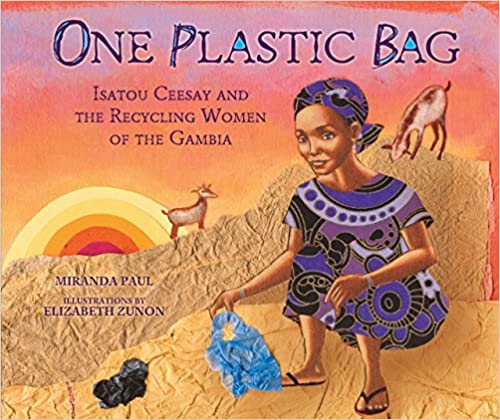 ONE PLASTIC BAG
ISATOU CEESAY AND
THE RECYCLING WOMEN
OF THE GAMBIA
MIRANDA PAUL
ILLUSTRATIONS BY
ELIZABETH ZUNON